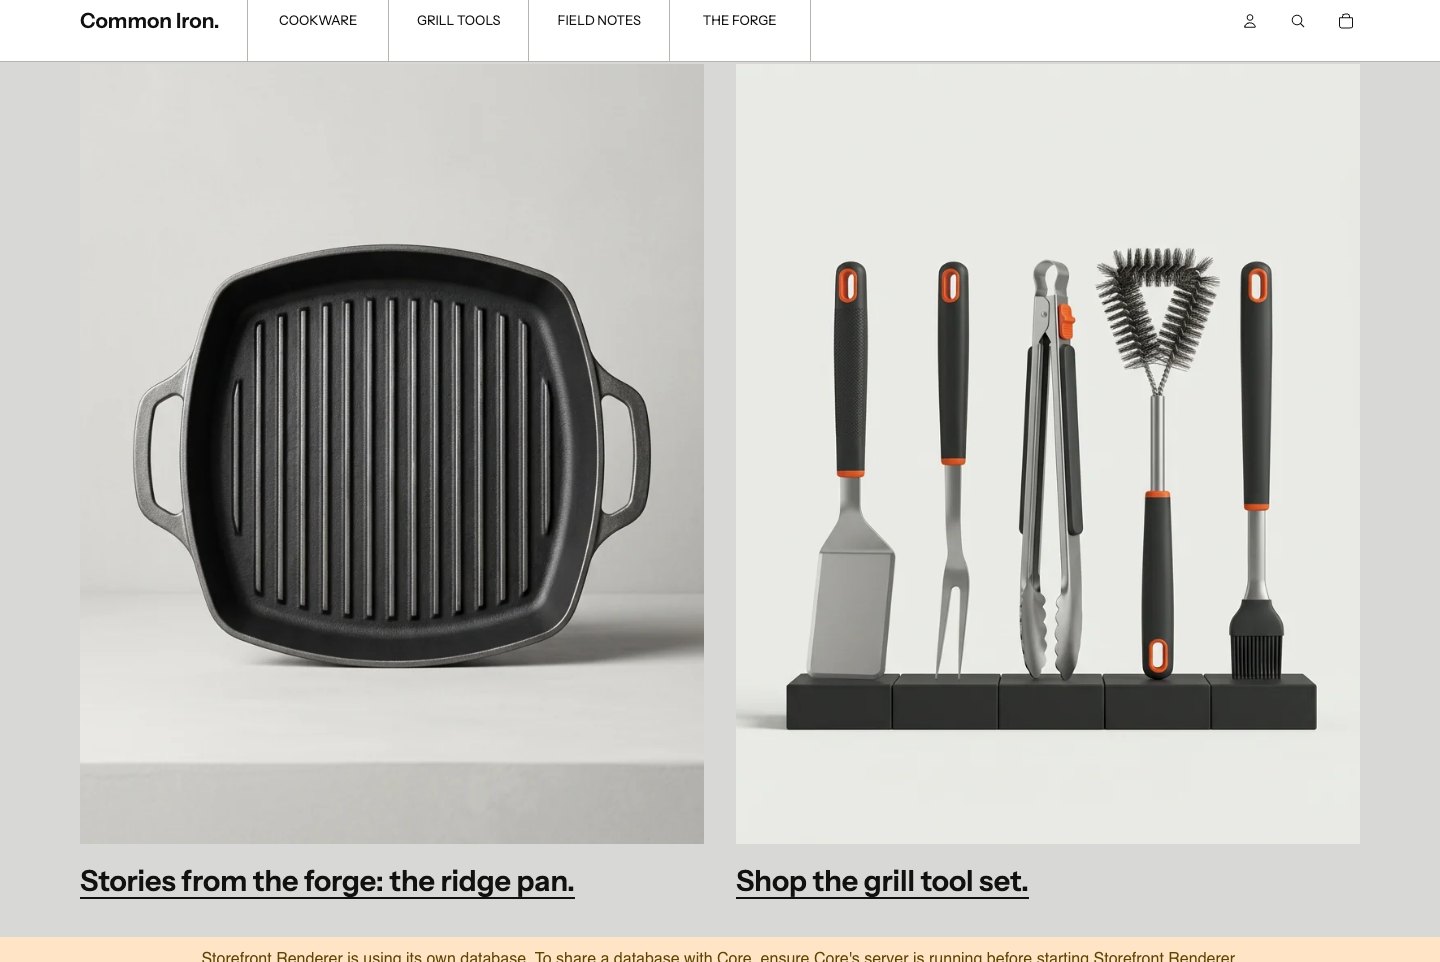 Common Iron.
COOKWARE
GRILL TOOLS
FIELD NOTES
THE FORGE
Stories from the forge: the ridge pan.
Shop the grill tool set.
Storefront Renderer is using its own database. To share a database with Core, ensure Core's server is running before starting Storefront Renderer.